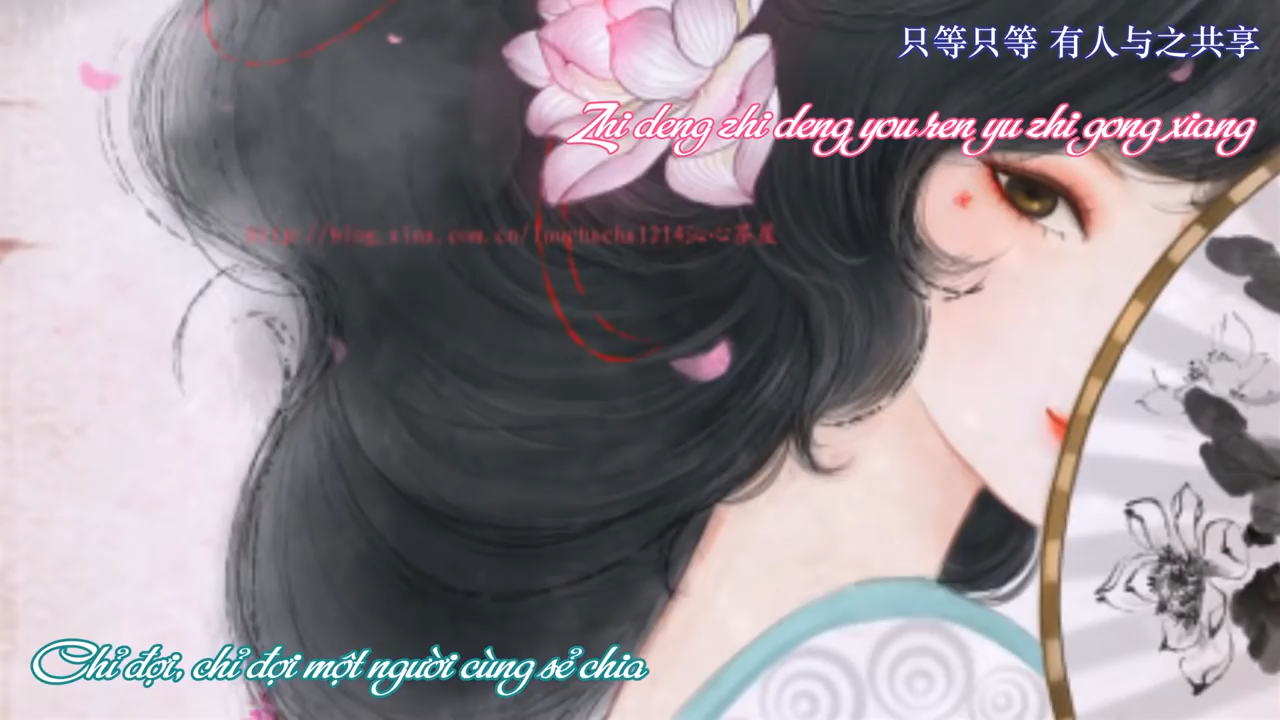 只等只等 有人与之共享
Zhi deng zhi deng you ren yu zhi gong xiang
Chỉ đợi, chỉ đợi một người cùng sẻ chia